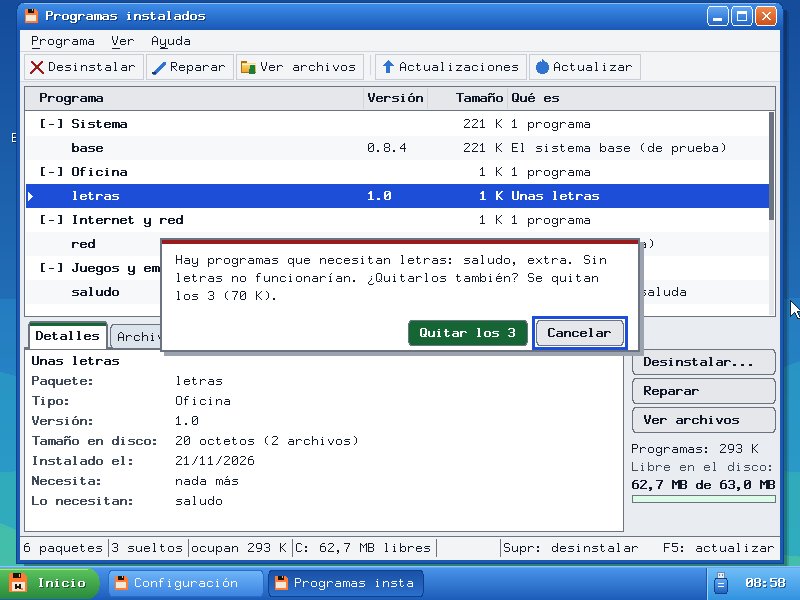 Programas instalados
Programa Ver Ayuda
Desinstalar Reparar Ver archivos Actualizaciones Actualizar
Programa Versión Tamaño Qué es
[-] Sistema 221 K 1 programa
base 0.8.4 221 K El sistema base (de prueba)
[-] Oficina 1 K 1 programa
letras 1.0 1 K Unas letras
[-] Internet y red 1 K 1 programa
red a)
[-] Juegos y em
saludo saluda
Hay programas que necesitan letras: saludo, extra. Sin
letras no funcionarían. ¿Quitarlos también? Se quitan
los 3 (70 K).
Quitar los 3 Cancelar
Detalles Archiv
Unas letras
Paquete: letras
Tipo: Oficina
Versión: 1.0
Tamaño en disco: 20 octetos (2 archivos)
Instalado el: 21/11/2026
Necesita: nada más
Lo necesitan: saludo
Desinstalar...
Reparar
Ver archivos
Programas: 293 K
Libre en el disco:
62,7 MB de 63,0 MB
6 paquetes 3 sueltos ocupan 293 K C: 62,7 MB libres Supr: desinstalar F5: actualizar
Inicio Configuración Programas insta 08:58